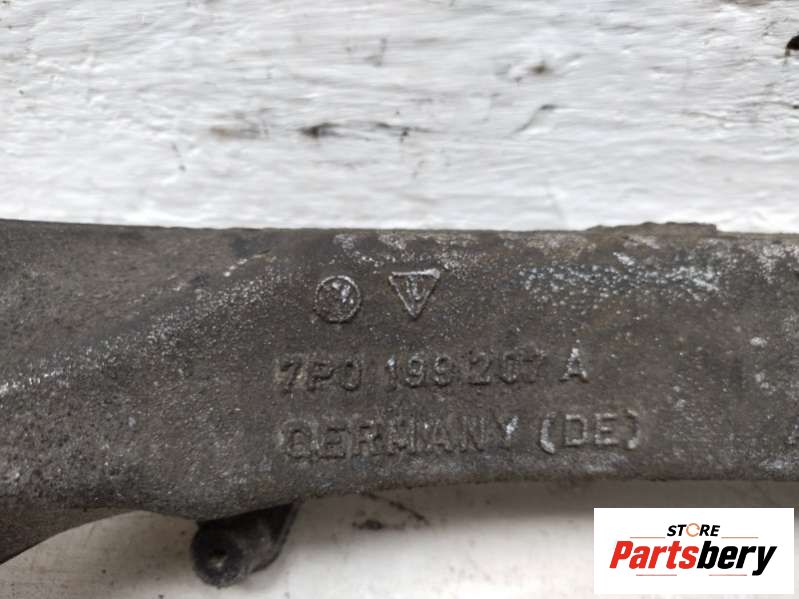 7P0 199 207 A
GERMANY (DE)
STORE
Partsbery